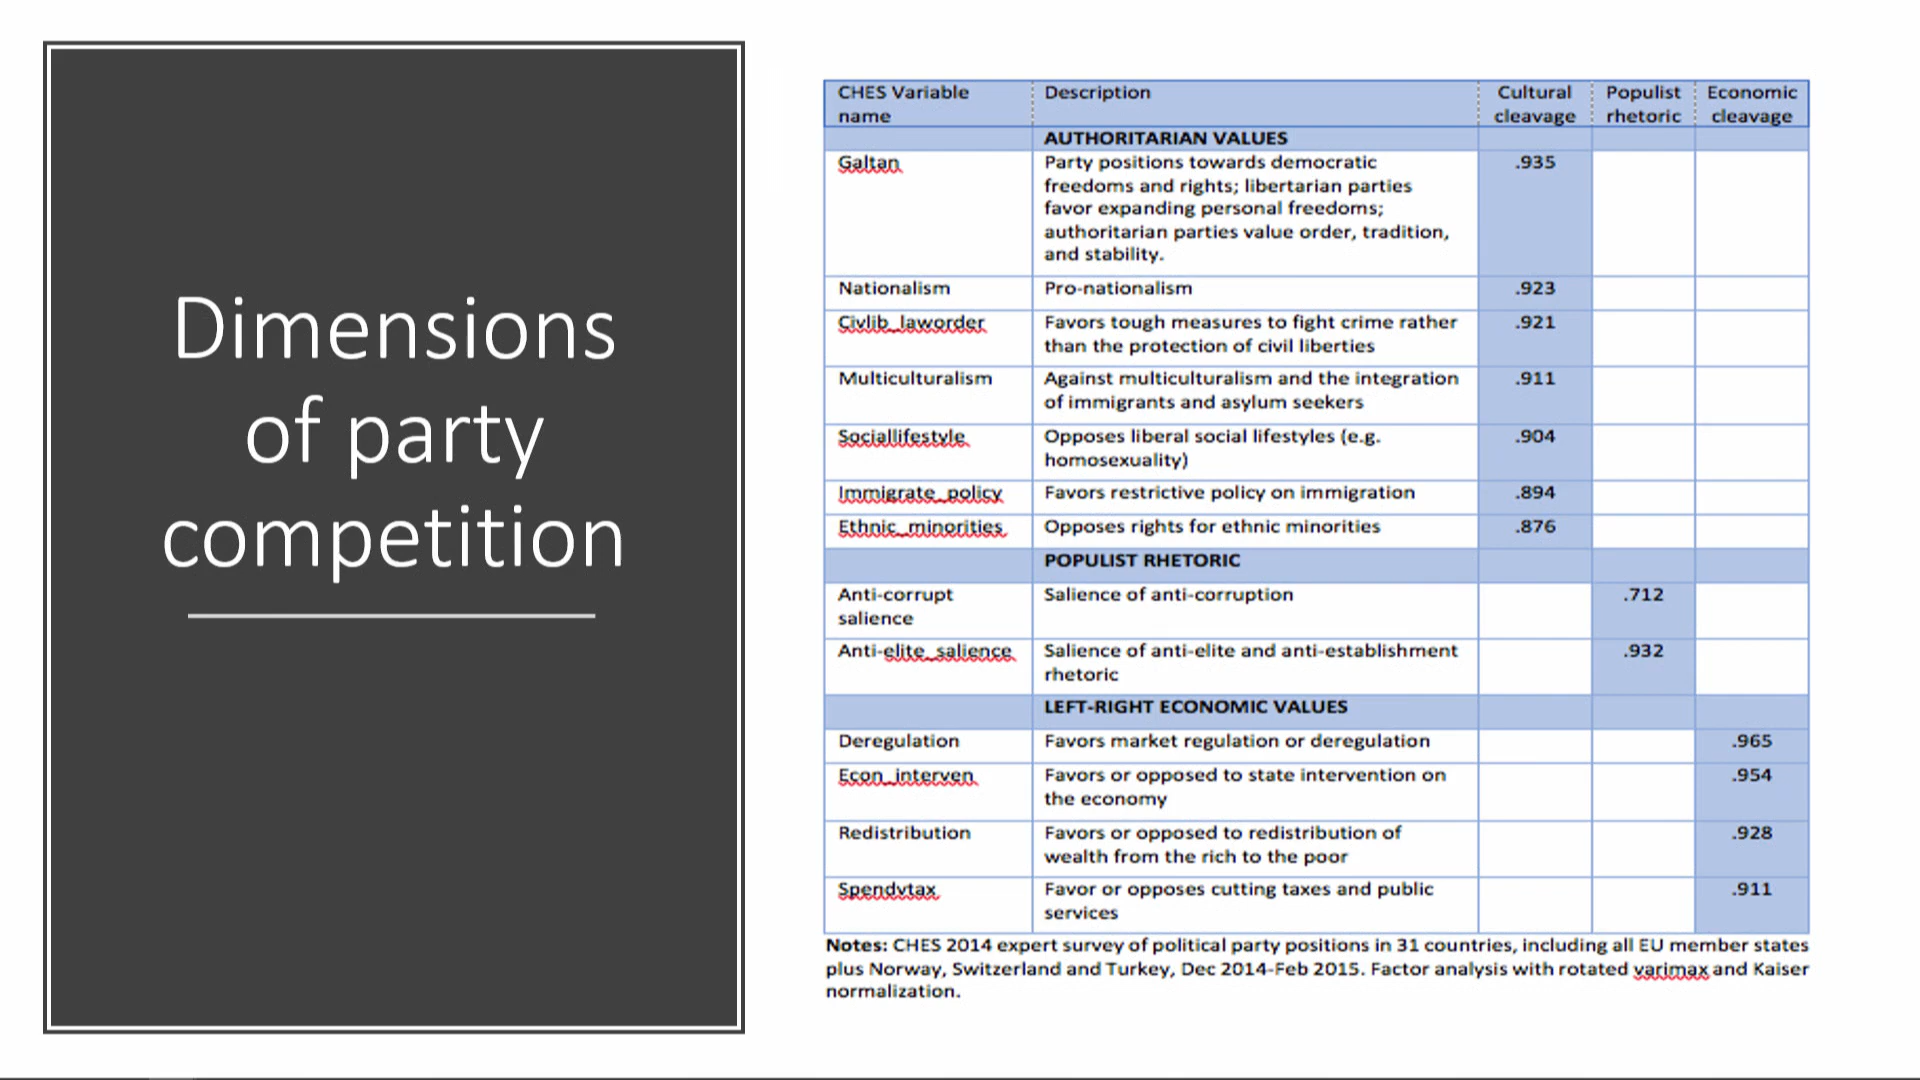 Dimensions
of party
competition
CHES Variable name Description Cultural cleavage Populist rhetoric Economic cleavage
AUTHORITARIAN VALUES
Galtan Party positions towards democratic .935
freedoms and rights; libertarian parties
favor expanding personal freedoms;
authoritarian parties value order, tradition,
and stability.
Nationalism Pro-nationalism .923
Civlib_laworder Favors tough measures to fight crime rather .921
than the protection of civil liberties
Multiculturalism Against multiculturalism and the integration .911
of immigrants and asylum seekers
Sociallifestyle Opposes liberal social lifestyles (e.g. .904
homosexuality)
Immigrate_policy Favors restrictive policy on immigration .894
Ethnic_minorities Opposes rights for ethnic minorities .876
POPULIST RHETORIC
Anti-corrupt Salience of anti-corruption .712
salience
Anti-elite_salience Salience of anti-elite and anti-establishment .932
rhetoric
LEFT-RIGHT ECONOMIC VALUES
Deregulation Favors market regulation or deregulation .965
Econ_interven Favors or opposed to state intervention on .954
the economy
Redistribution Favors or opposed to redistribution of .928
wealth from the rich to the poor
Spendvtax Favor or opposes cutting taxes and public .911
services
Notes: CHES 2014 expert survey of political party positions in 31 countries, including all EU member states
plus Norway, Switzerland and Turkey, Dec 2014-Feb 2015. Factor analysis with rotated varimax and Kaiser
normalization.